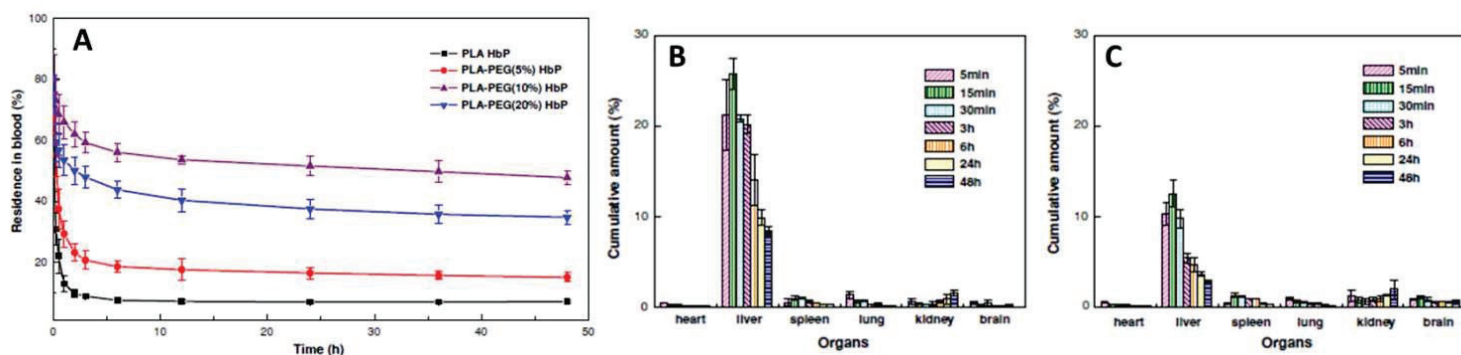 A
100
80
60
40
20
0
10
20
30
40
50
Residence in blood (%)
Time (h)
PLA HbP
PLA-PEG(5%) HbP
PLA-PEG(10%) HbP
PLA-PEG(20%) HbP
B
30
20
10
0
Cumulative amount (%)
5min
15min
30min
3h
6h
24h
48h
heart liver spleen lung kidney brain
Organs
C
30
20
10
0
Cumulative amount (%)
5min
15min
30min
3h
6h
24h
48h
heart liver spleen lung kidney brain
Organs